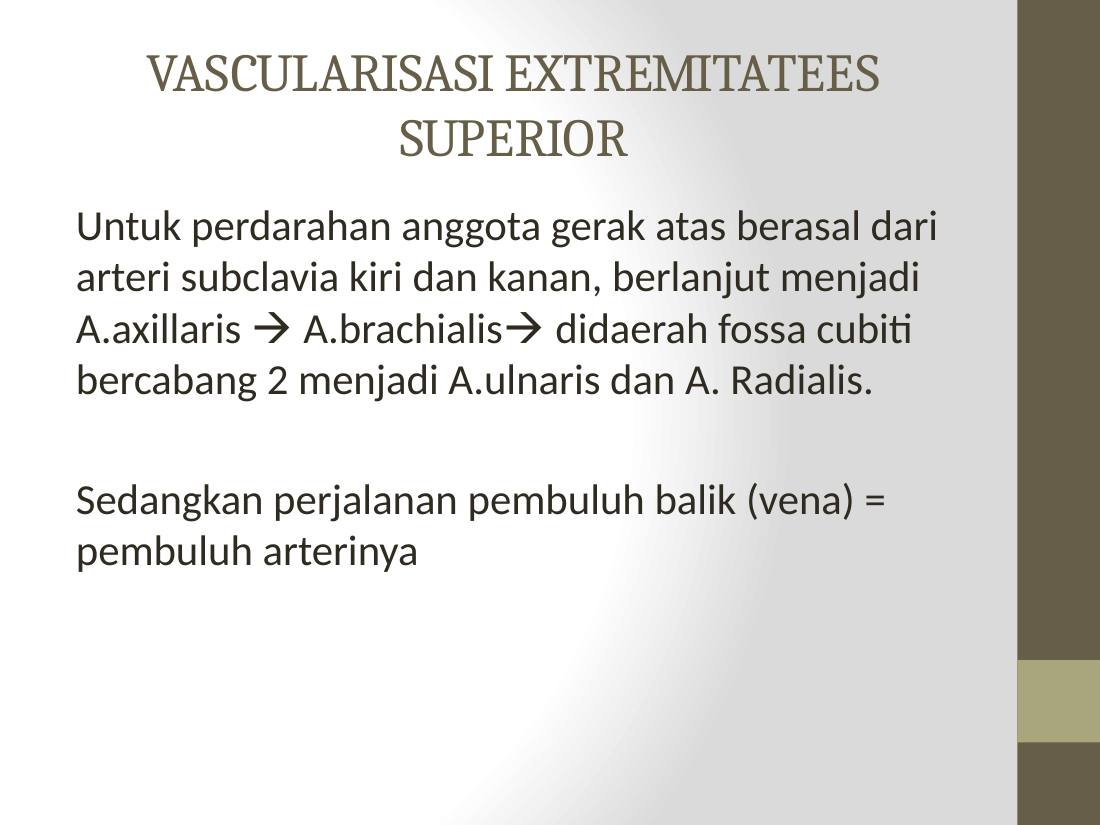 VASCULARISASI EXTREMITATEES
SUPERIOR
Untuk perdarahan anggota gerak atas berasal dari
arteri subclavia kiri dan kanan, berlanjut menjadi
A.axillaris → A.brachialis→ didaerah fossa cubiti
bercabang 2 menjadi A.ulnaris dan A. Radialis.
Sedangkan perjalanan pembuluh balik (vena) =
pembuluh arterinya